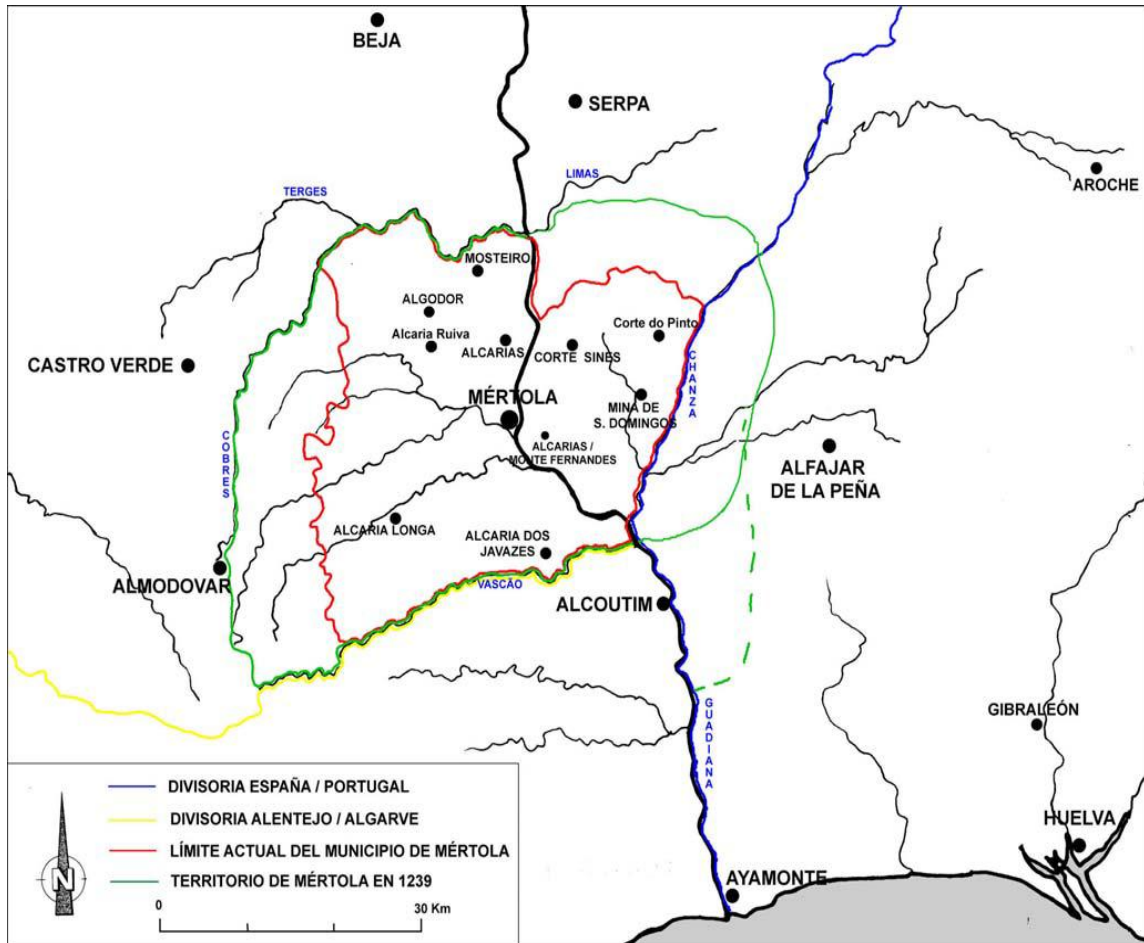 BEJA
SERPA
LIMAS
AROCHE
TERGES
MOSTEIRO
ALGODOR
Alcaria Ruiva
ALCARIAS
CORTE SINES
Corte do Pinto
CASTRO VERDE
CHANZA
MÉRTOLA
MINA DE
S. DOMINGOS
COBRES
ALCARIAS /
MONTE FERNANDES
ALFAJAR
DE LA PEÑA
ALCARIA LONGA
ALCARIA DOS
JAVAZES
ALMODOVAR
VASCÃO
ALCOUTIM
GUADIANA
GIBRALEÓN
HUELVA
AYAMONTE
DIVISORIA ESPAÑA / PORTUGAL
DIVISORIA ALENTEJO / ALGARVE
LÍMITE ACTUAL DEL MUNICIPIO DE MÉRTOLA
TERRITORIO DE MÉRTOLA EN 1239
N
0
30 Km